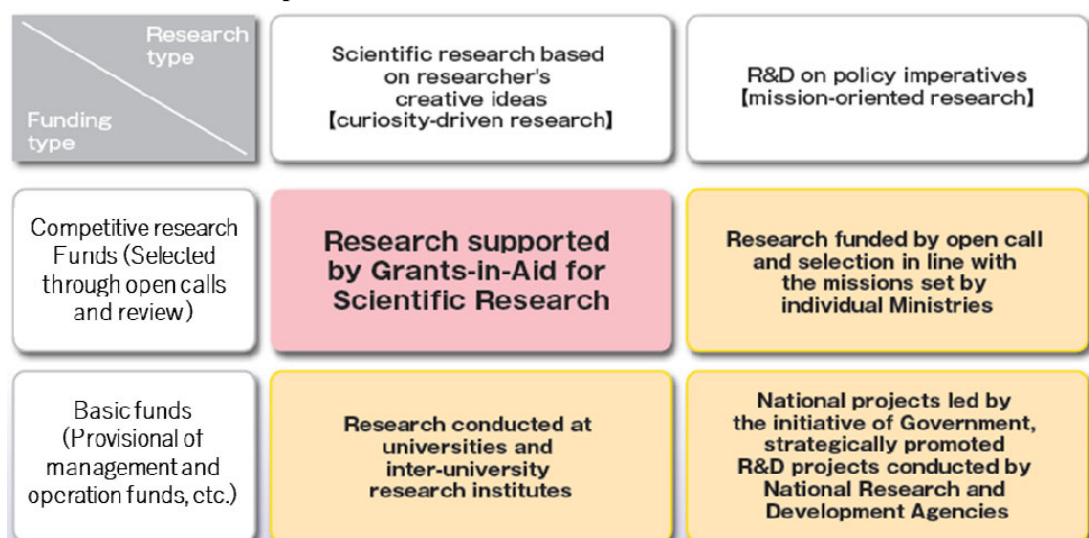 Research
type
Funding
type
Scientific research based
on researcher's
creative ideas
【curiosity-driven research】
R&D on policy imperatives
【mission-oriented research】
Competitive research
Funds (Selected
through open calls
and review)
Research supported
by Grants-in-Aid for
Scientific Research
Research funded by open call
and selection in line with
the missions set by
individual Ministries
Basic funds
(Provisional of
management and
operation funds, etc.)
Research conducted at
universities and
inter-university
research institutes
National projects led by
the initiative of Government,
strategically promoted
R&D projects conducted by
National Research and
Development Agencies